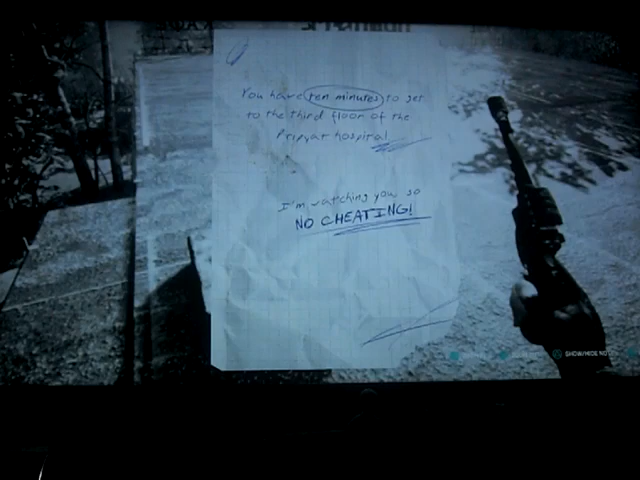 You have ten minutes to get
to the third floor of the
Pripyat hospital
I'm watching you so
NO CHEATING!
SHOW/HIDE NOTE